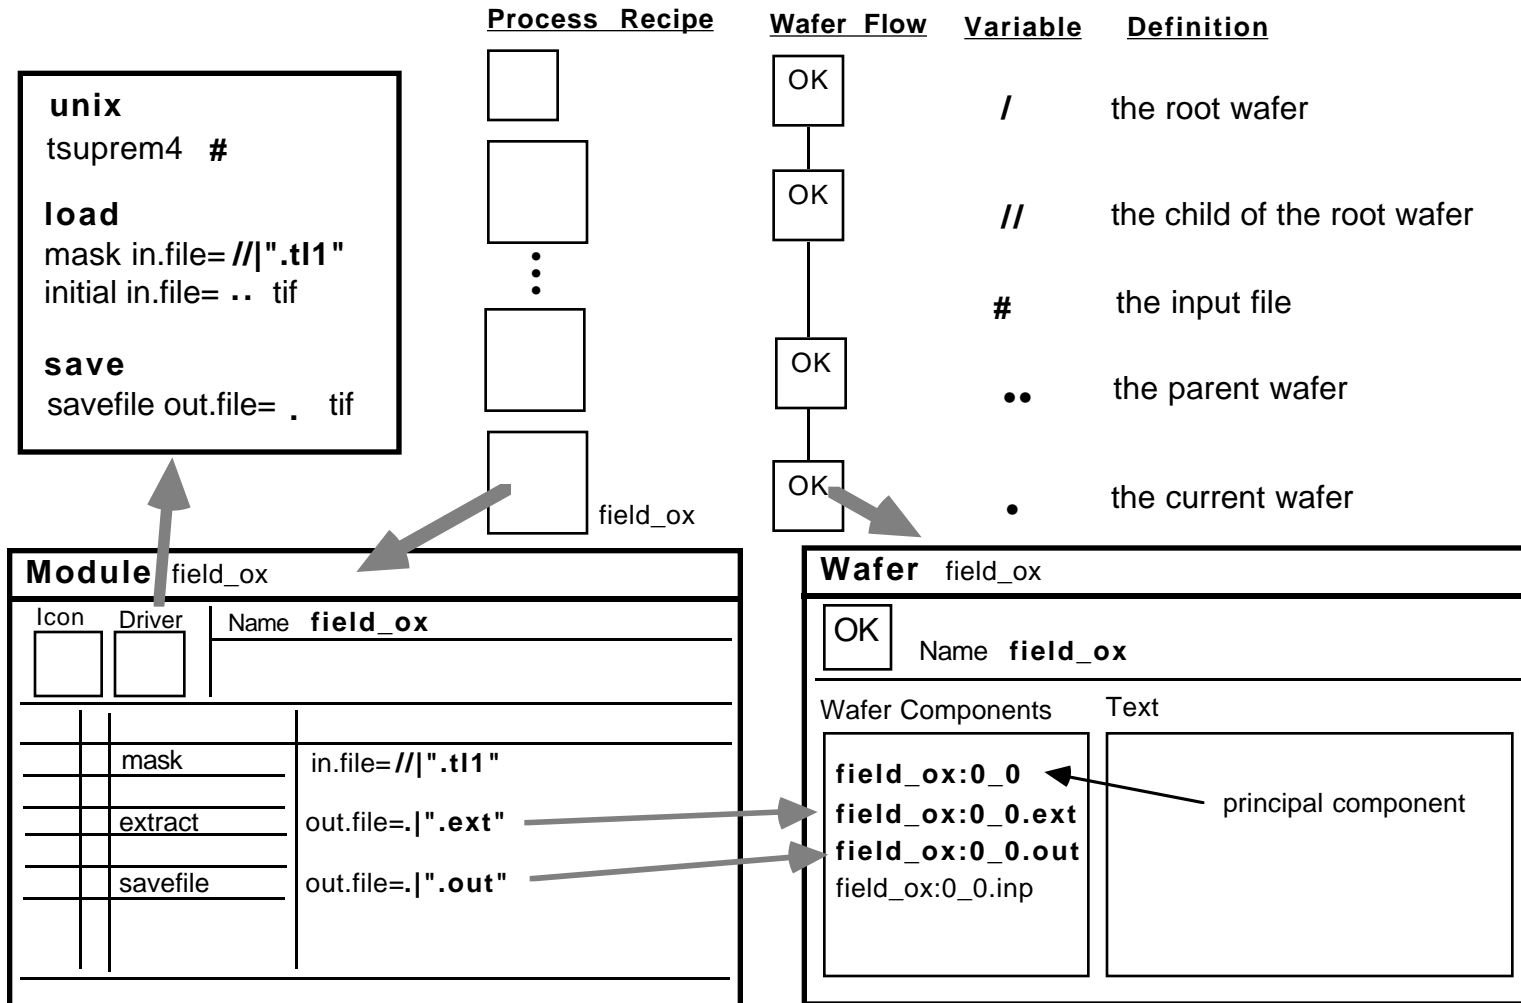 Process Recipe
Wafer Flow
Variable
Definition
unix
tsuprem4 #
load
mask in.file= //|".tl1"
initial in.file= .. tif
save
savefile out.file= . tif
OK
OK
OK
OK
/ the root wafer
// the child of the root wafer
# the input file
•• the parent wafer
• the current wafer
field_ox
Module field_ox
Icon
Driver
Name field_ox
mask in.file=//|".tl1"
extract out.file=.|".ext"
savefile out.file=.|".out"
Wafer field_ox
OK
Name field_ox
Wafer Components
Text
field_ox:0_0
field_ox:0_0.ext
field_ox:0_0.out
field_ox:0_0.inp
principal component